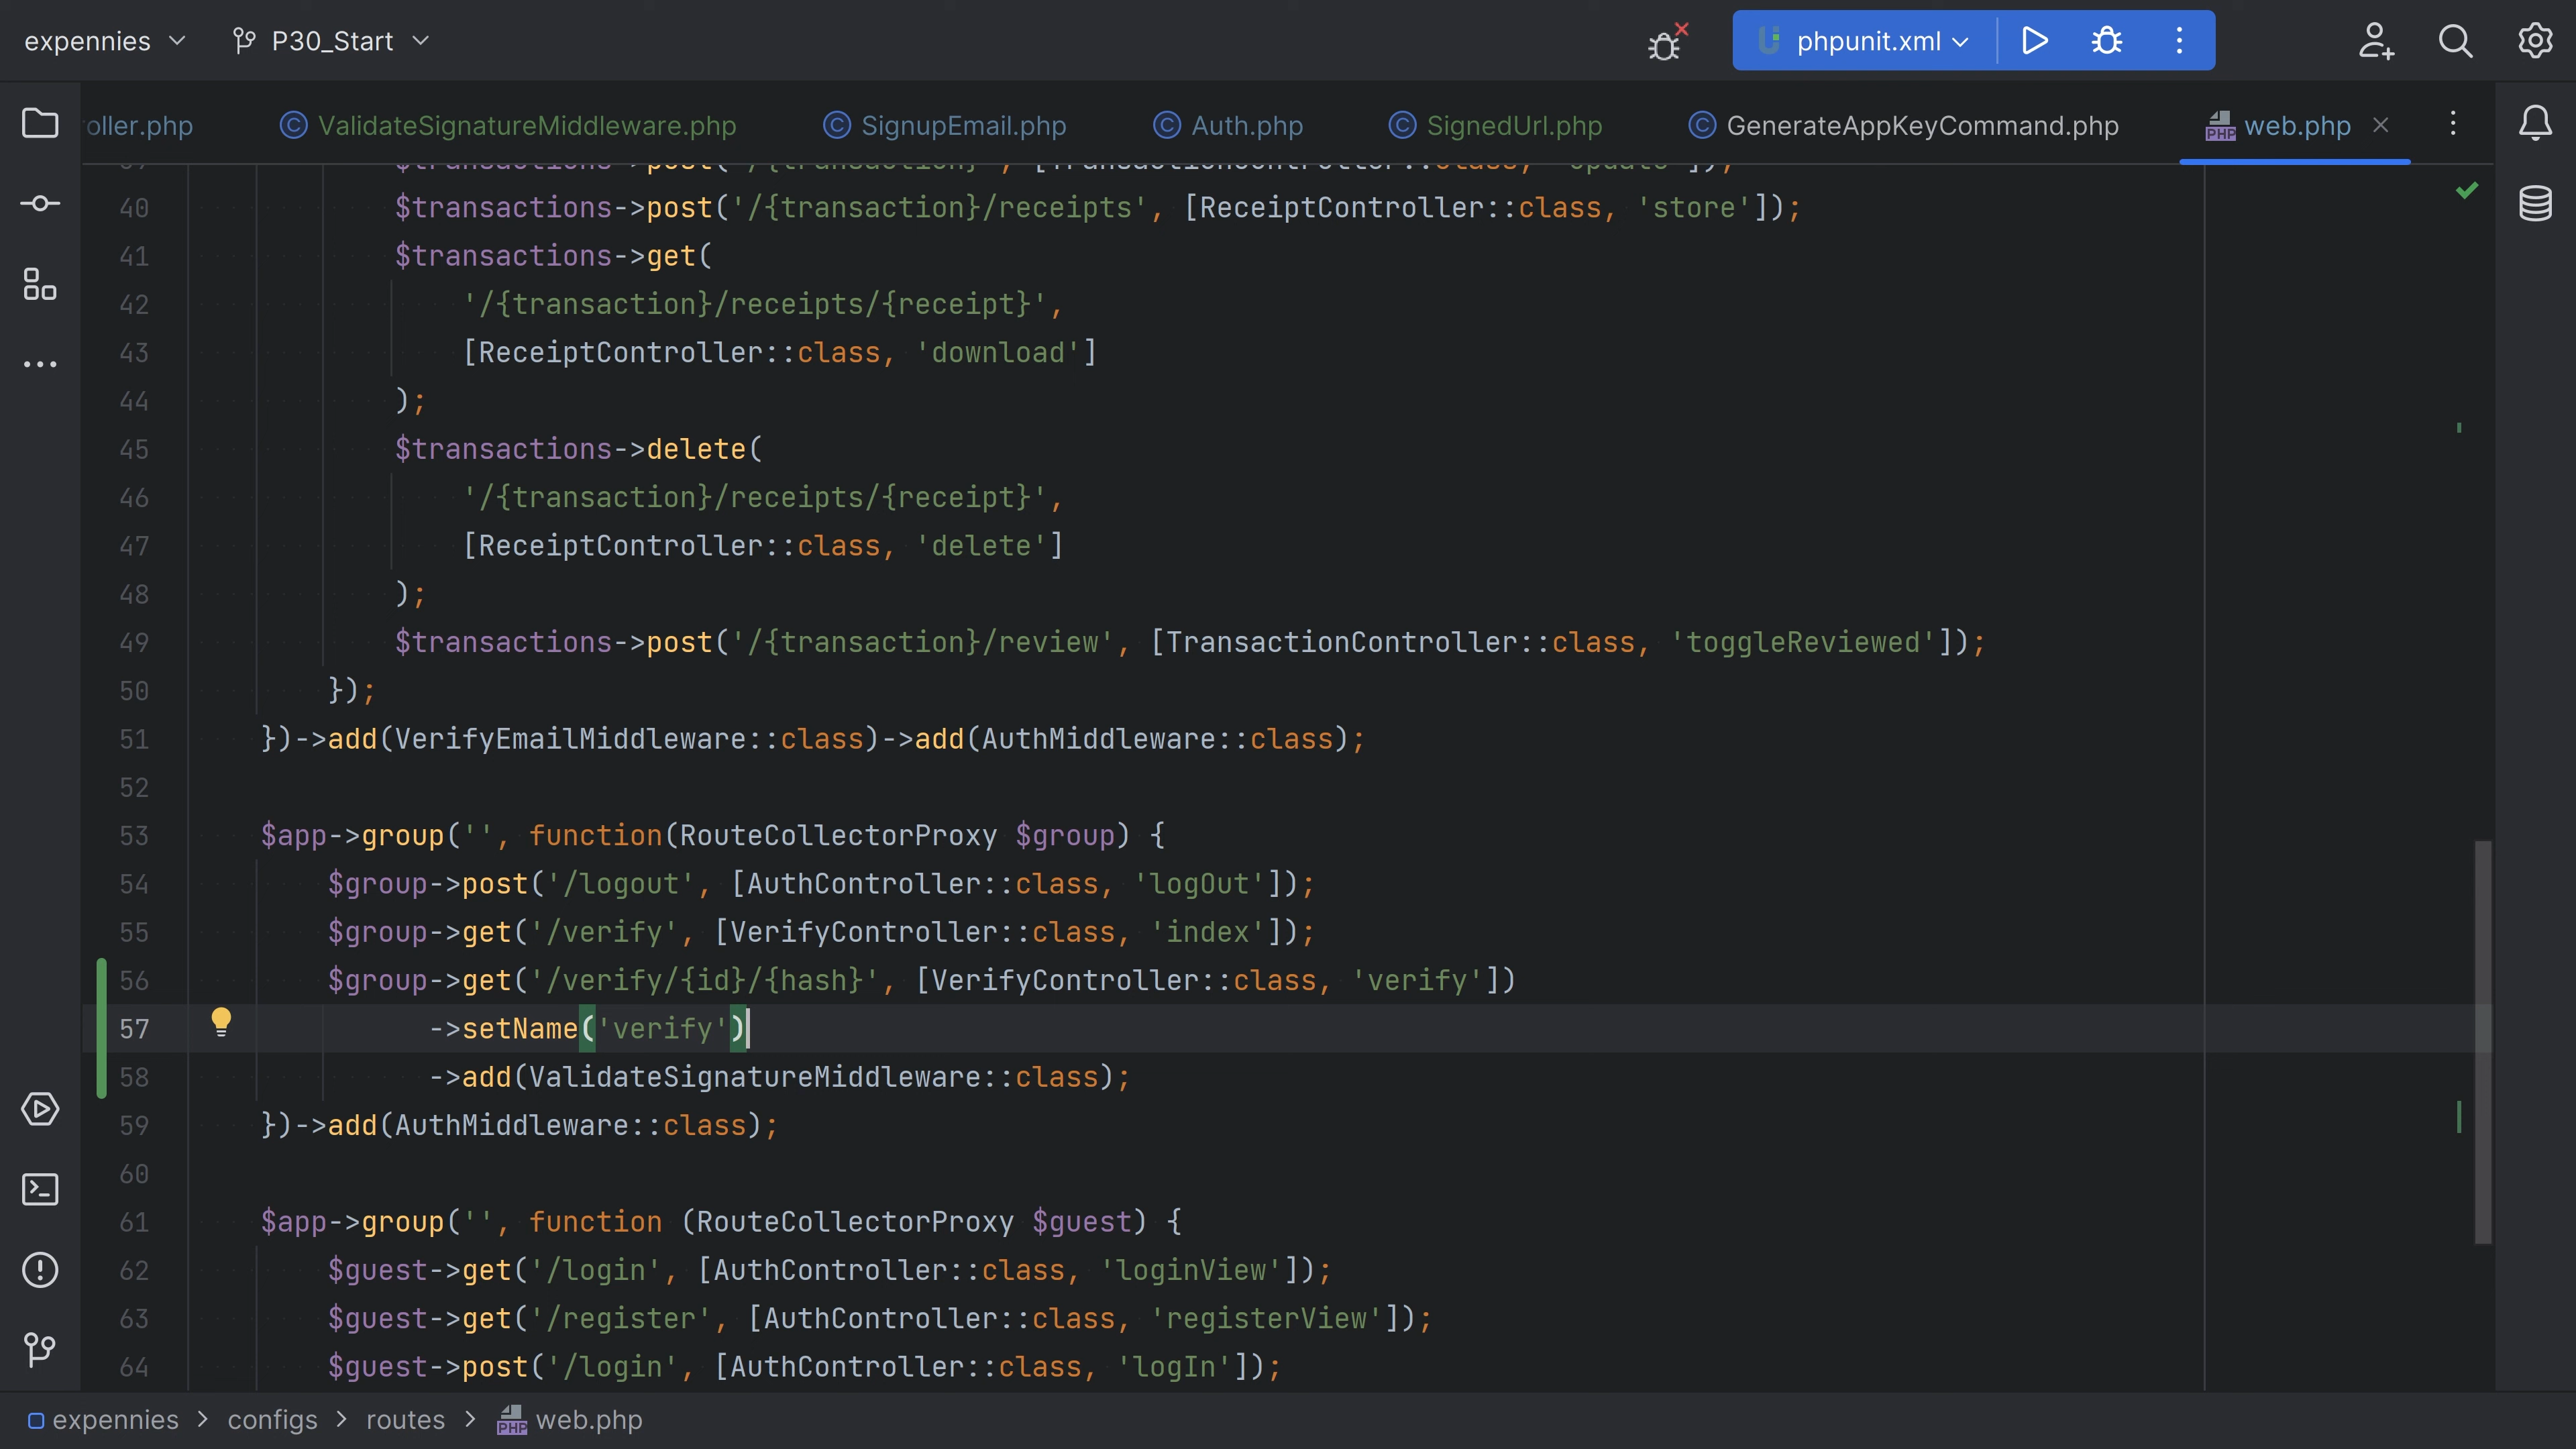 expennies
P30_Start
phpunit.xml
oller.php
ValidateSignatureMiddleware.php
SignupEmail.php
Auth.php
SignedUrl.php
GenerateAppKeyCommand.php
web.php
40 $transactions->post('/{transaction}/receipts', [ReceiptController::class, 'store']);
41 $transactions->get(
42 '/{transaction}/receipts/{receipt}',
43 [ReceiptController::class, 'download']
44 );
45 $transactions->delete(
46 '/{transaction}/receipts/{receipt}',
47 [ReceiptController::class, 'delete']
48 );
49 $transactions->post('/{transaction}/review', [TransactionController::class, 'toggleReviewed']);
50 });
51 })->add(VerifyEmailMiddleware::class)->add(AuthMiddleware::class);
52
53 $app->group('', function(RouteCollectorProxy $group) {
54 $group->post('/logout', [AuthController::class, 'logOut']);
55 $group->get('/verify', [VerifyController::class, 'index']);
56 $group->get('/verify/{id}/{hash}', [VerifyController::class, 'verify'])
57 ->setName('verify')
58 ->add(ValidateSignatureMiddleware::class);
59 })->add(AuthMiddleware::class);
60
61 $app->group('', function (RouteCollectorProxy $guest) {
62 $guest->get('/login', [AuthController::class, 'loginView']);
63 $guest->get('/register', [AuthController::class, 'registerView']);
64 $guest->post('/login', [AuthController::class, 'logIn']);
expennies > configs > routes > web.php